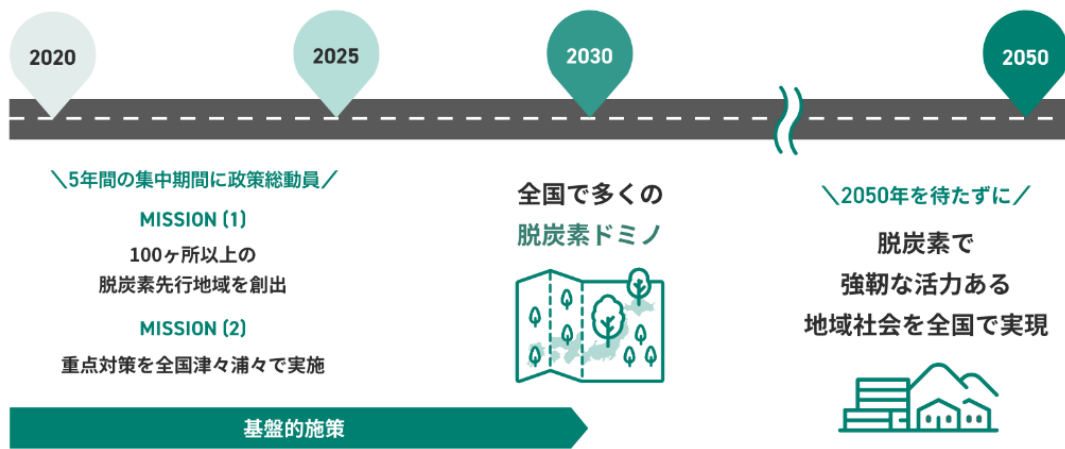 2020
2025
2030
2050
\5年間の集中期間に政策総動員/
MISSION (1)
100ヶ所以上の
脱炭素先行地域を創出
MISSION (2)
重点対策を全国津々浦々で実施
基盤的施策
全国で多くの
脱炭素ドミノ
\2050年を待たずに/
脱炭素で
強靭な活力ある
地域社会を全国で実現